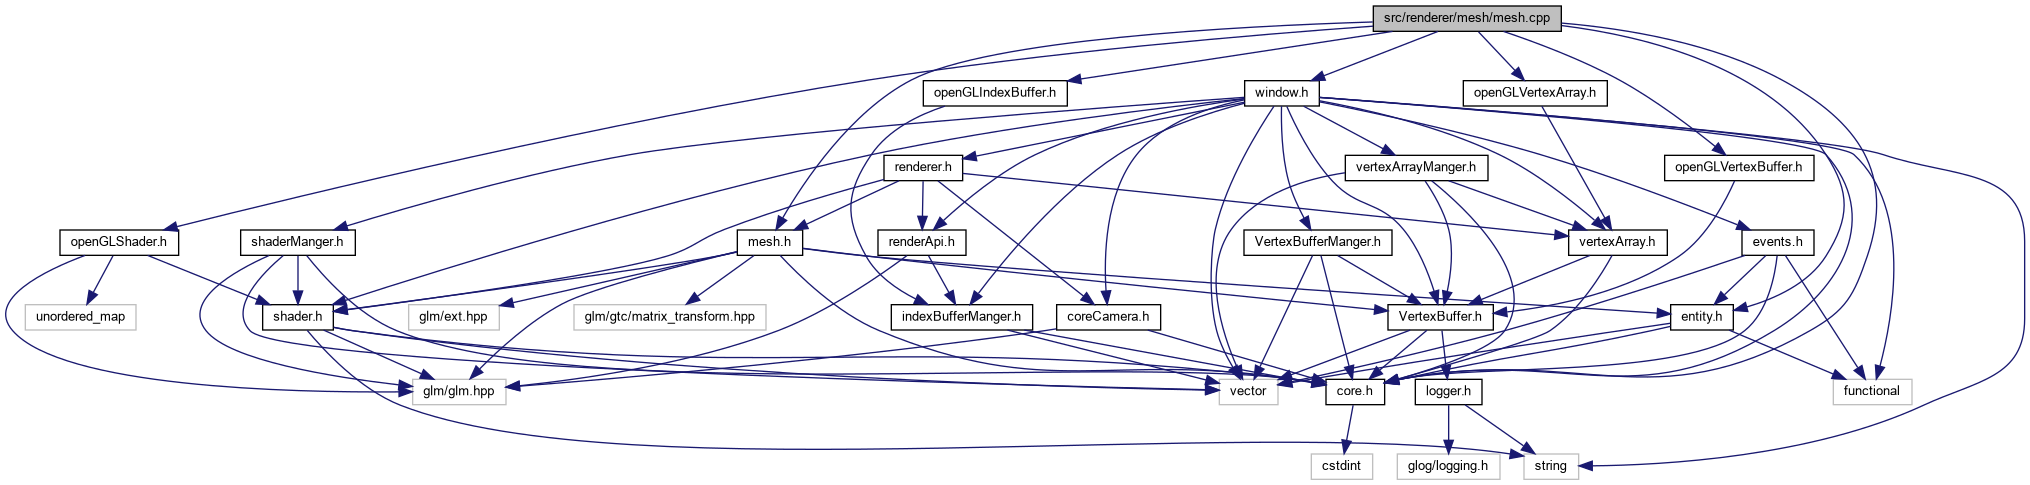 src/renderer/mesh/mesh.cpp
openGLIndexBuffer.h
window.h
openGLVertexArray.h
renderer.h
vertexArrayManger.h
openGLVertexBuffer.h
openGLShader.h
shaderManger.h
mesh.h
renderApi.h
VertexBufferManger.h
vertexArray.h
events.h
unordered_map
shader.h
glm/ext.hpp
glm/gtc/matrix_transform.hpp
indexBufferManger.h
coreCamera.h
VertexBuffer.h
entity.h
glm/glm.hpp
vector
core.h
logger.h
functional
cstdint
glog/logging.h
string